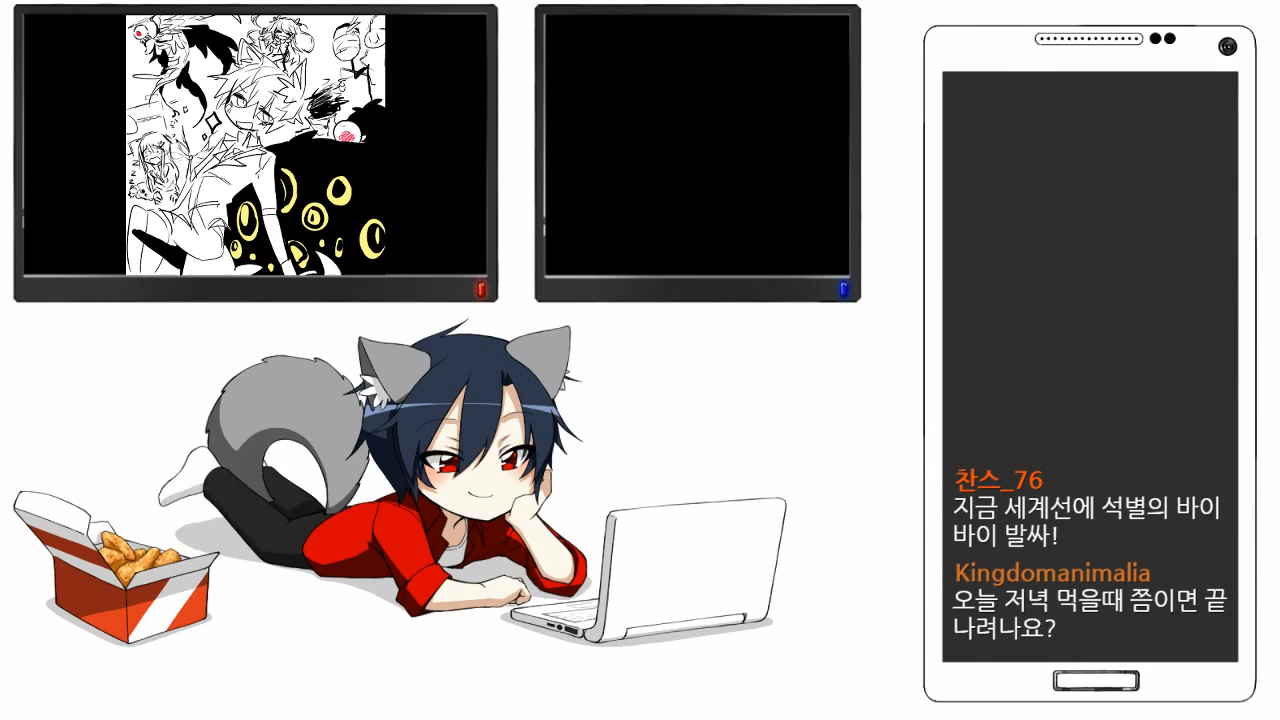 찬스_76
지금 세계선에 석별의 바이
바이 발싸!
Kingdomanimalia
오늘 저녁 먹을때 쯤이면 끝
나려나요?